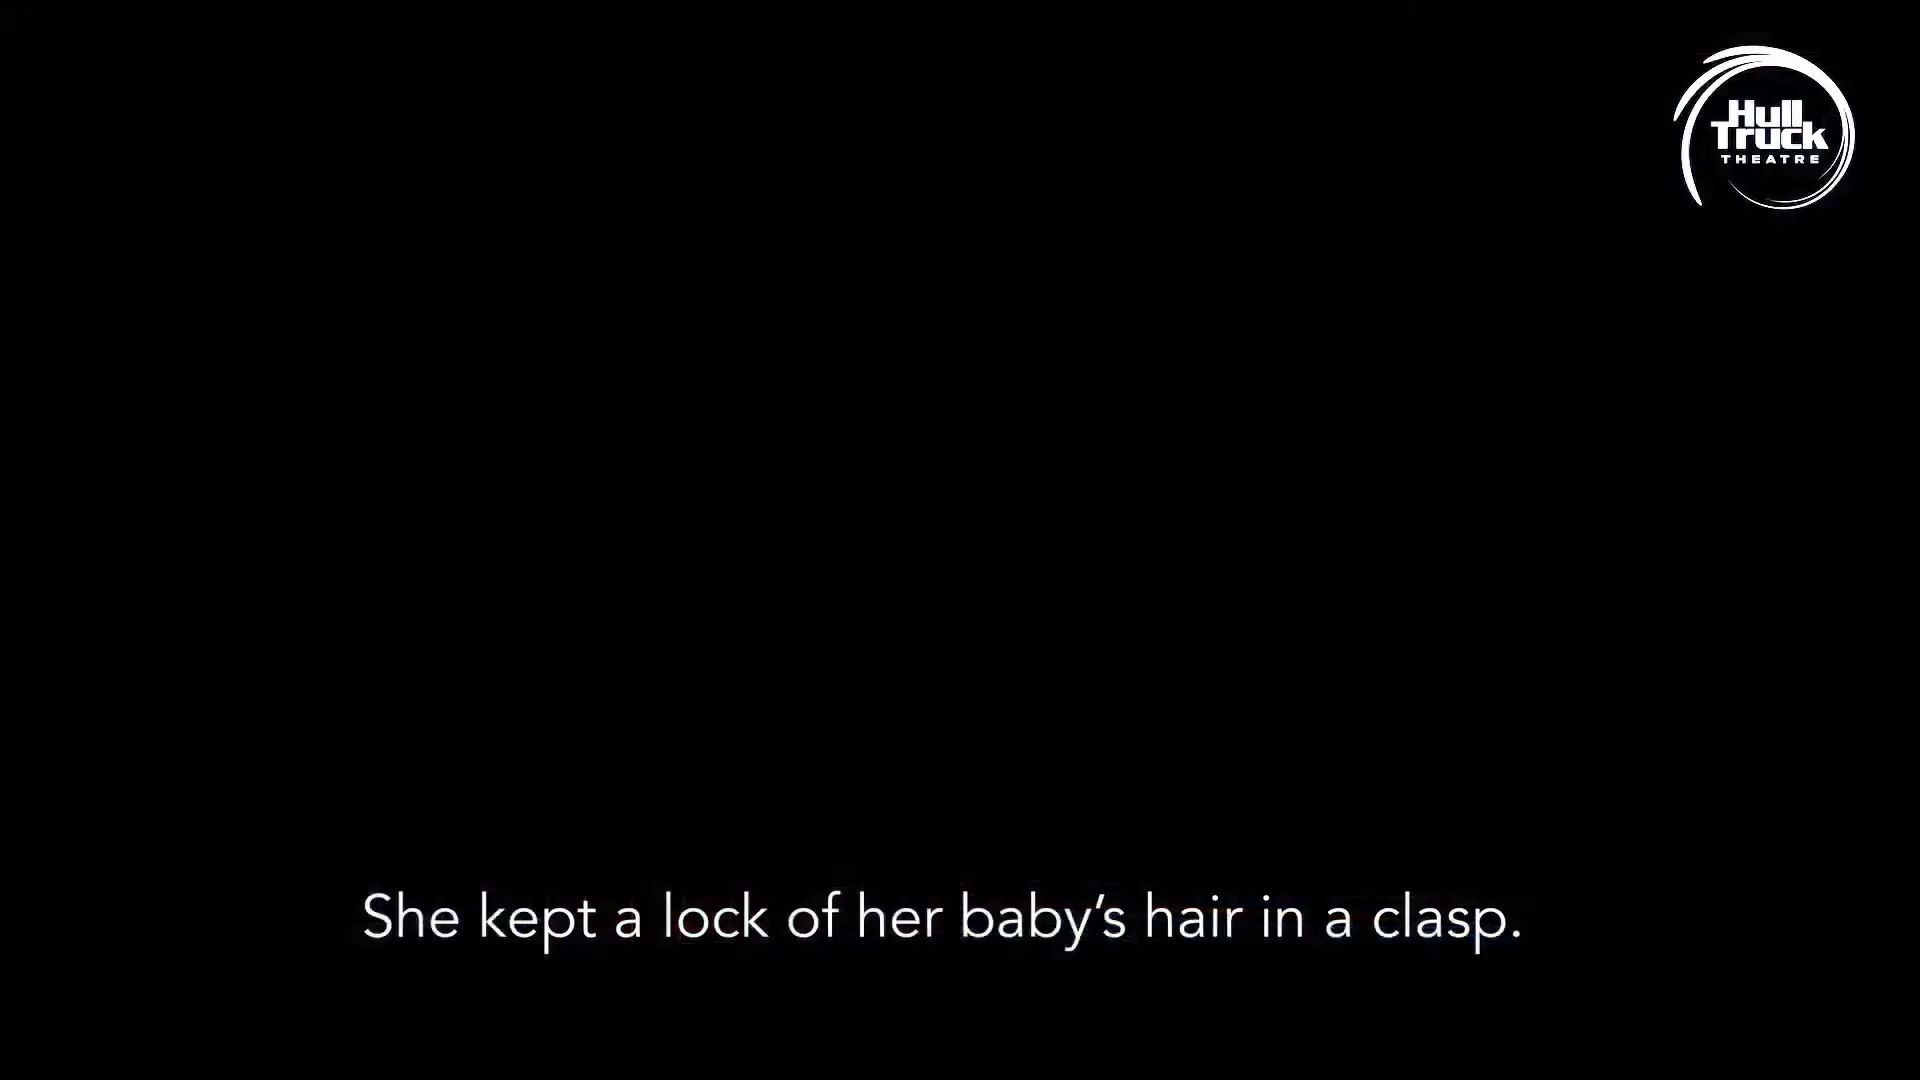 Hull
Truck
THEATRE
She kept a lock of her baby’s hair in a clasp.